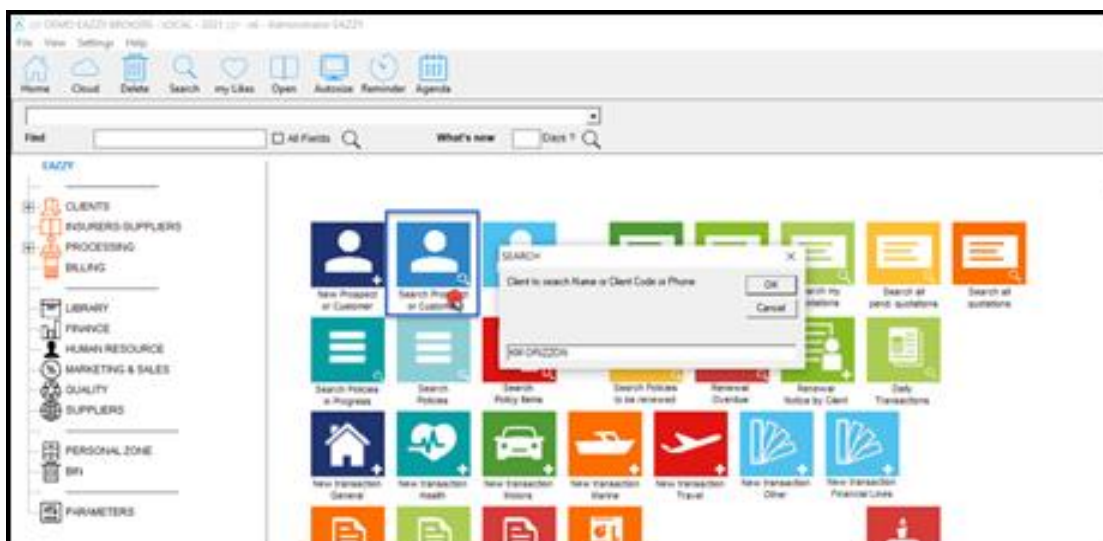 File View Settings Help
Home Cloud Delete Search my Likes Open Autosize Reminder Agenda
Find All Fields What's new Days ?
EAZZY
CLIENTS
INSURERS-SUPPLIERS
PROCESSING
BILLING
LIBRARY
FINANCE
HUMAN RESOURCE
MARKETING & SALES
QUALITY
SUPPLIERS
PERSONAL ZONE
BIN
PARAMETERS
SEARCH
Client to search Name or Client Code or Phone
OK
Cancel
New Prospect
or Customer
Search
or
Search all
pend. quotations
Search all
quotations
Search Policies
in Progress
Search
Policies
Search
Policy Items
Search Policies
to be renewed
Renewal
Overdue
Renewal
Notice by Client
Daily
Transactions
New transaction
General
New transaction
Health
New transaction
Motors
New transaction
Marine
New transaction
Travel
New transaction
Other
New transaction
Financial Lines